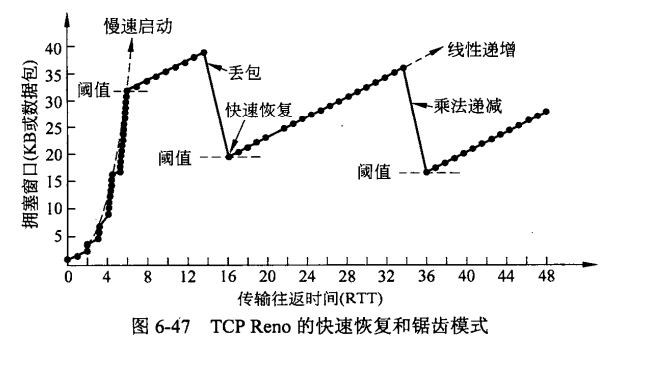 慢速启动
40
35
30
25
20
15
10
5
拥塞窗口(KB或数据包)
阈值
丢包
快速恢复
阈值
线性递增
乘法递减
阈值
0 4 8 12 16 20 24 28 32 36 40 44 48
传输往返时间(RTT)
图 6-47 TCP Reno 的快速恢复和锯齿模式